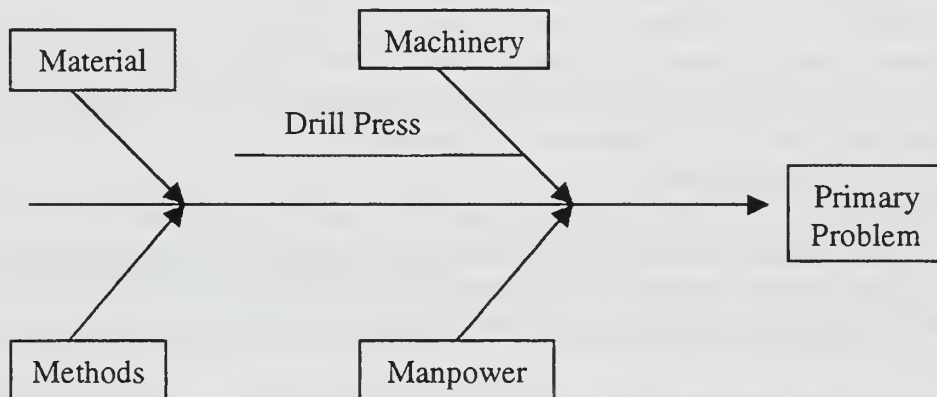 Material
Machinery
Drill Press
Primary
Problem
Methods
Manpower